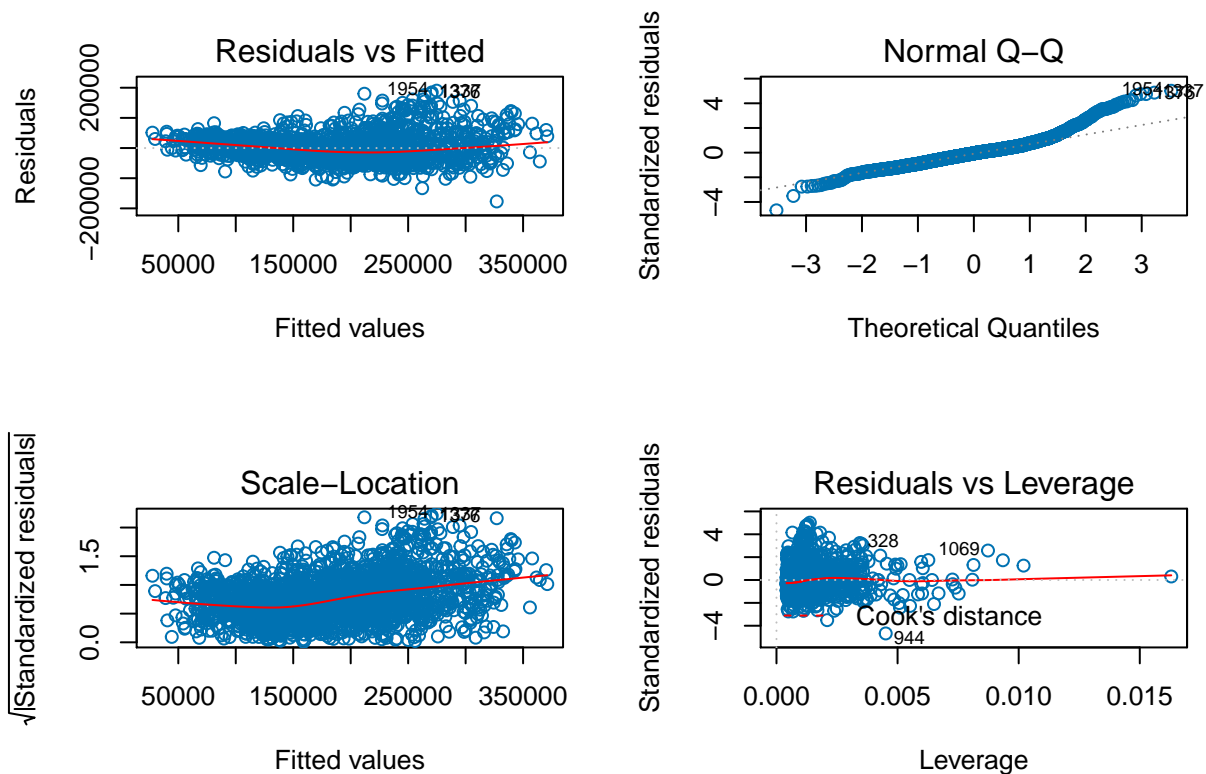 Residuals vs Fitted
Residuals
−200000
200000
1954
1337
50000
150000
250000
350000
Fitted values
Normal Q−Q
Standardized residuals
−4
0
4
1954
−3
−2
−1
0
1
2
3
Theoretical Quantiles
Scale−Location
√|Standardized residuals|
0.0
1.5
1954
1376
50000
150000
250000
350000
Fitted values
Residuals vs Leverage
Standardized residuals
−4
0
4
328
1069
Cook's distance
944
0.000
0.005
0.010
0.015
Leverage